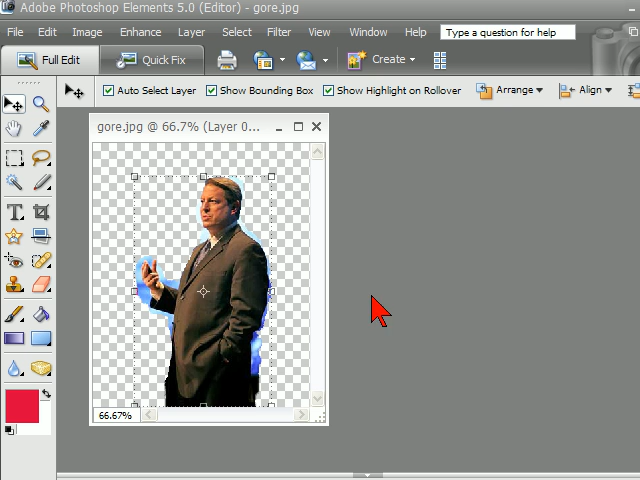 Adobe Photoshop Elements 5.0 (Editor) - gore.jpg
File Edit Image Enhance Layer Select Filter View Window Help Type a question for help
Full Edit Quick Fix Create
Auto Select Layer Show Bounding Box Show Highlight on Rollover Arrange Align
gore.jpg @ 66.7% (Layer 0...
T
66.67%